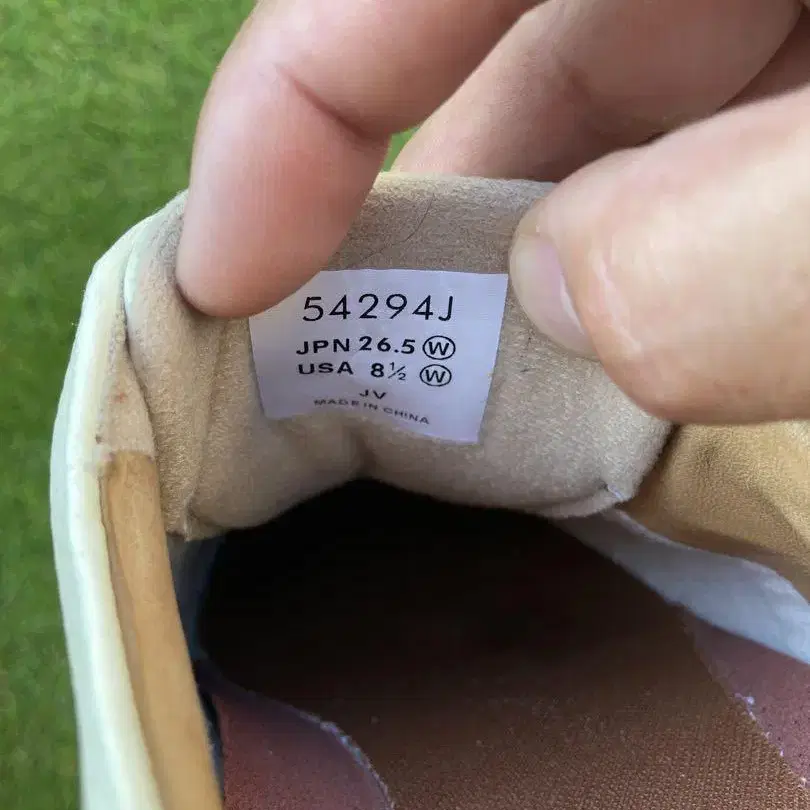 54294J
JPN 26.5 Ⓦ
USA 8½ Ⓦ
JV
MADE IN CHINA